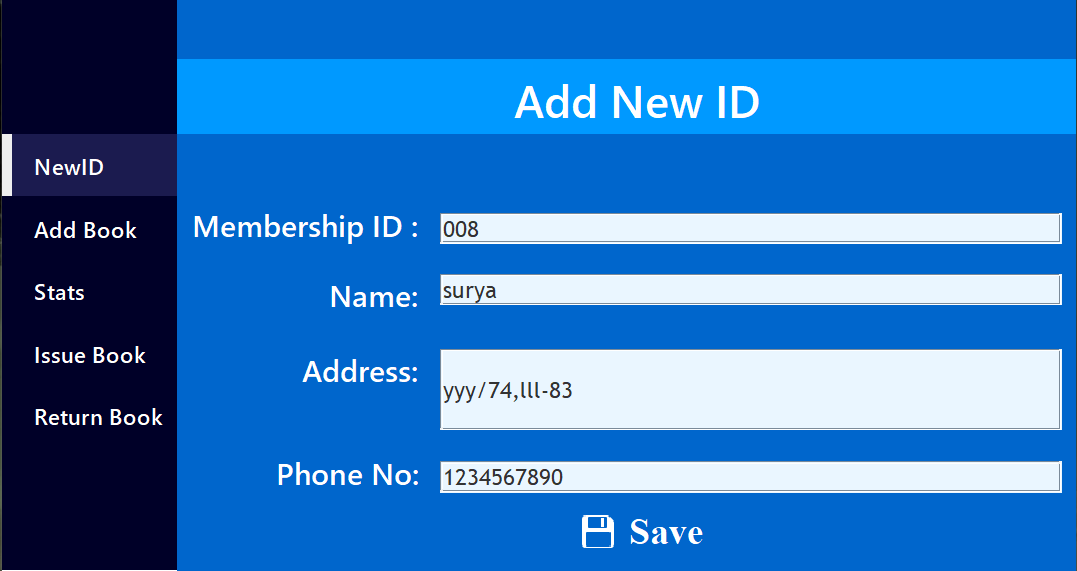 Add New ID
NewID
Add Book
Stats
Issue Book
Return Book
Membership ID : 008
Name: surya
Address: yyy/74,lll-83
Phone No: 1234567890
Save